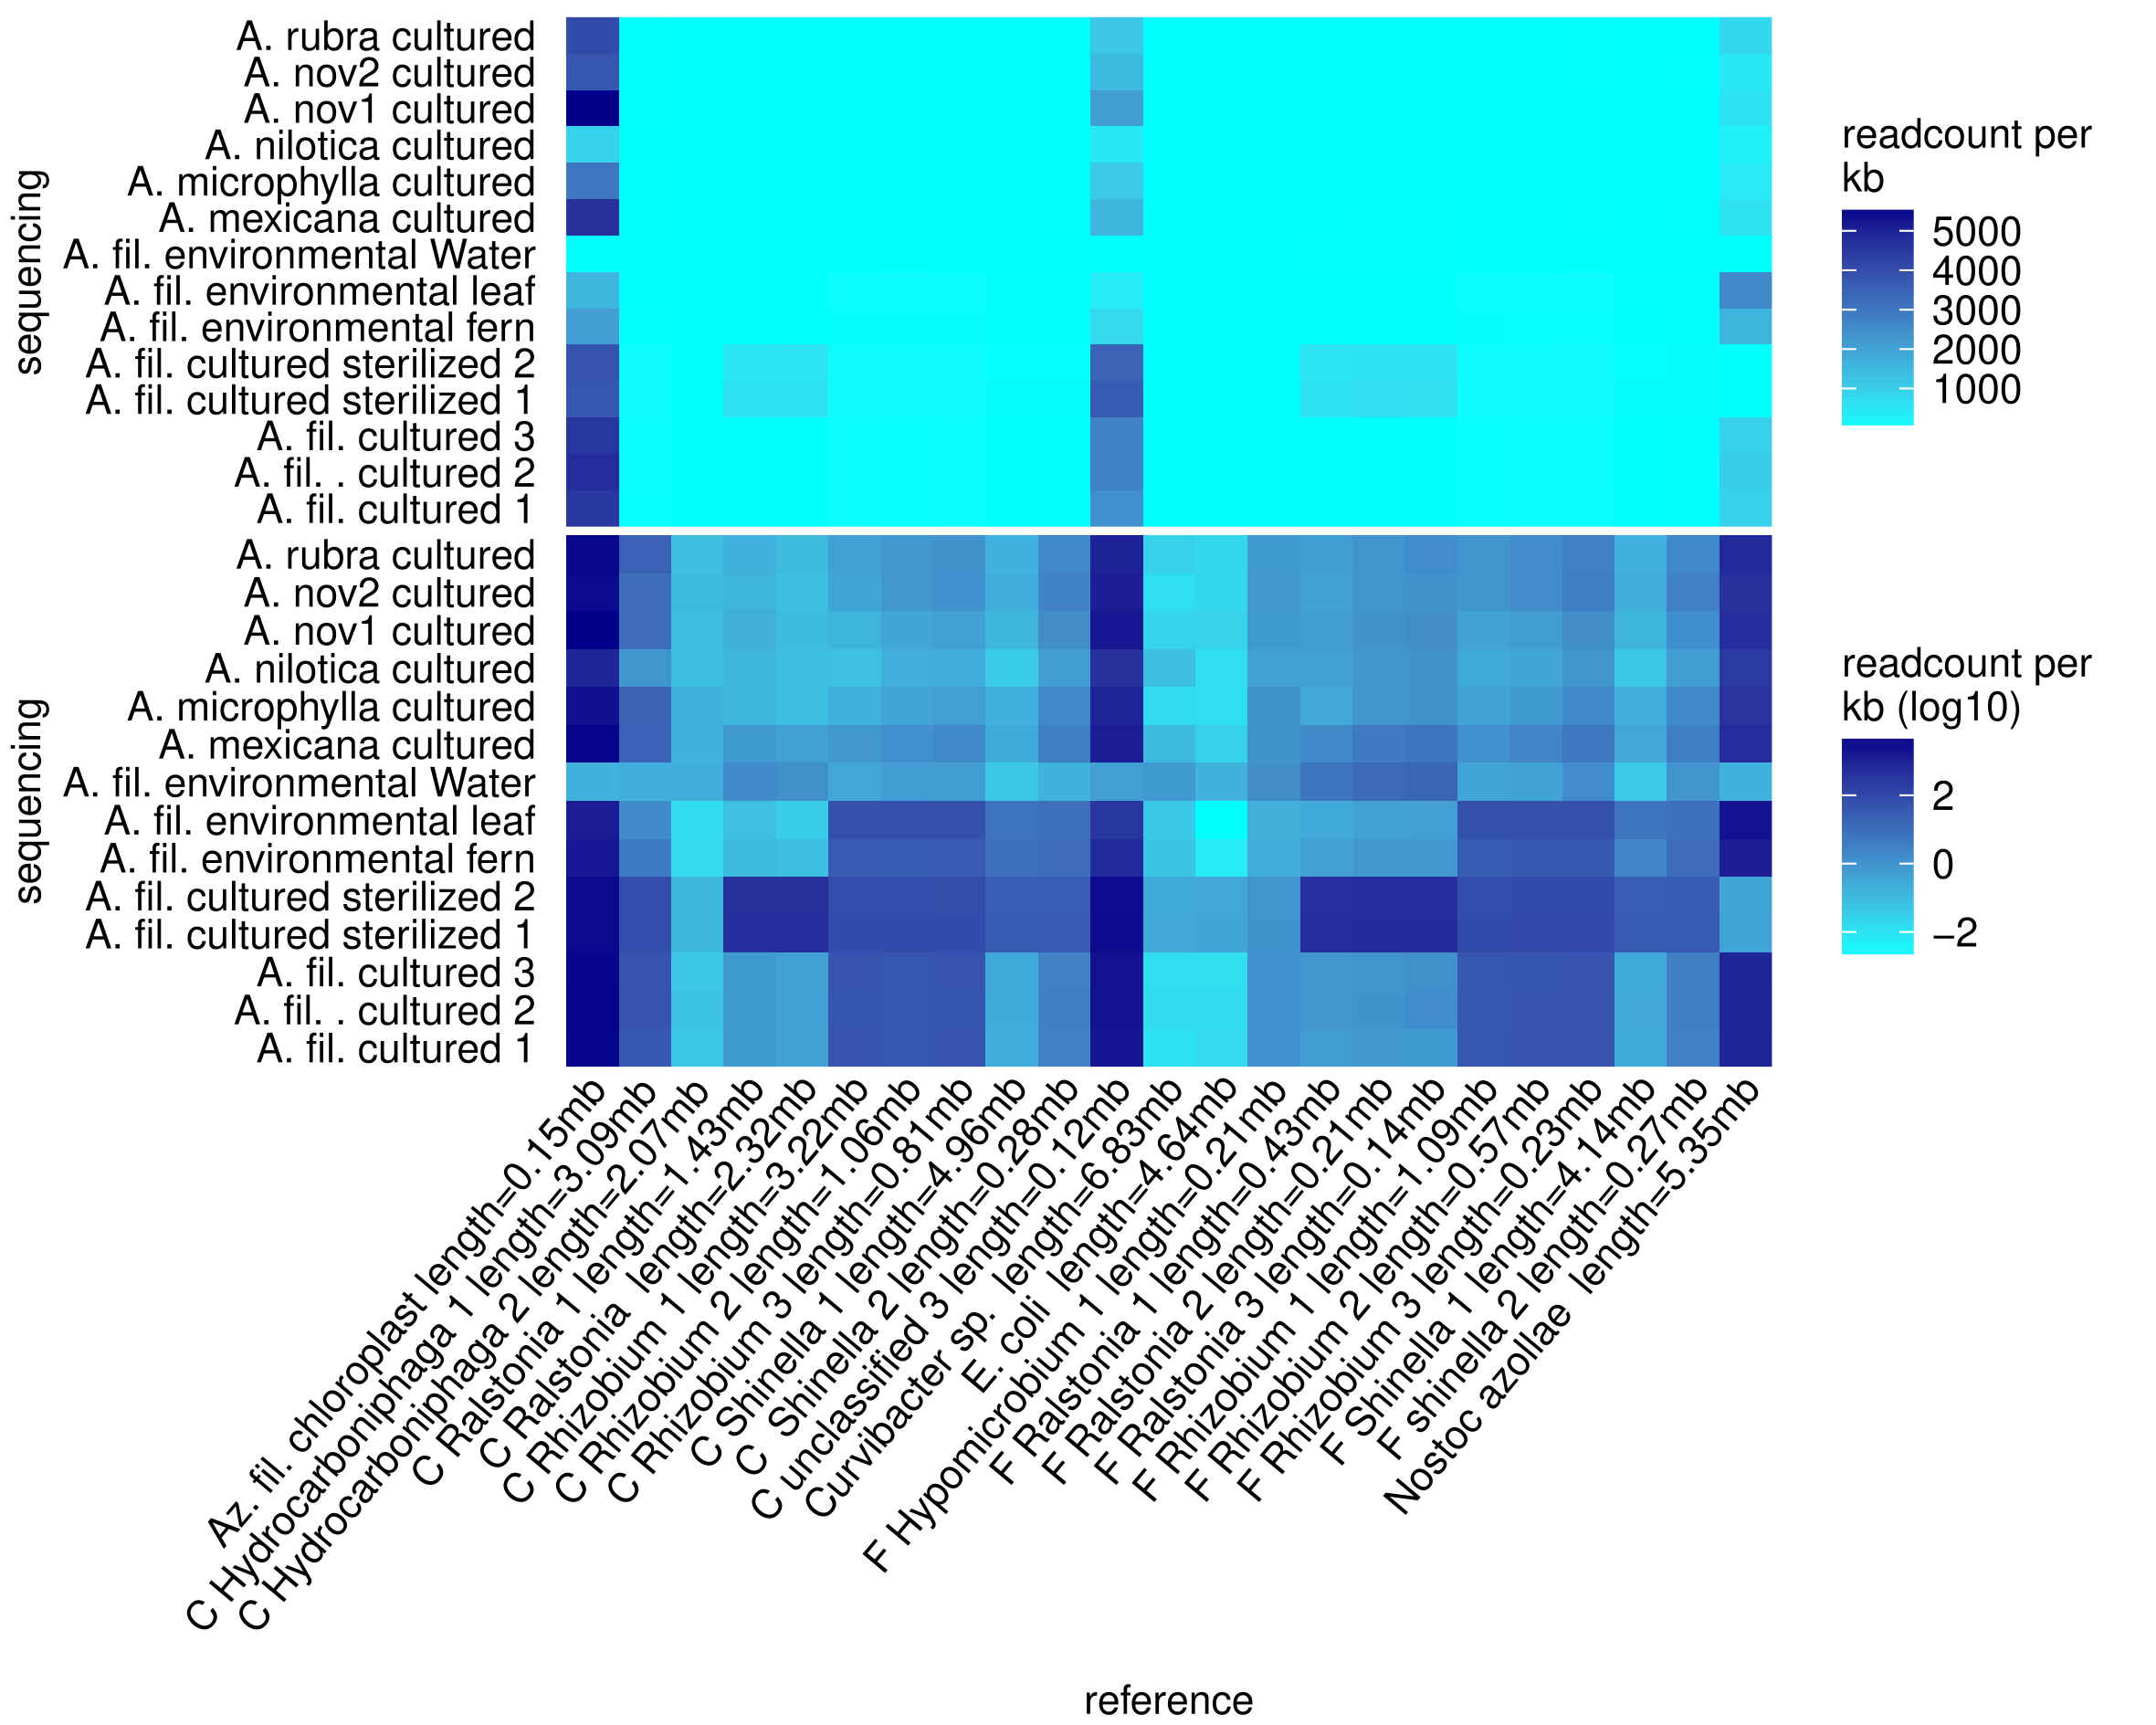 sequencing
A. rubra cultured
A. nov2 cultured
A. nov1 cultured
A. nilotica cultured
A. microphylla cultured
A. mexicana cultured
A. fil. environmental Water
A. fil. environmental leaf
A. fil. environmental fern
A. fil. cultured sterilized 2
A. fil. cultured sterilized 1
A. fil. cultured 3
A. fil. . cultured 2
A. fil. cultured 1
readcount per
kb
5000
4000
3000
2000
1000
sequencing
A. rubra cultured
A. nov2 cultured
A. nov1 cultured
A. nilotica cultured
A. microphylla cultured
A. mexicana cultured
A. fil. environmental Water
A. fil. environmental leaf
A. fil. environmental fern
A. fil. cultured sterilized 2
A. fil. cultured sterilized 1
A. fil. cultured 3
A. fil. . cultured 2
A. fil. cultured 1
readcount per
kb (log10)
2
0
−2
Az. fil. chloroplast length=0.15mb
C Hydrocarboniphaga 1 length=3.09mb
C Hydrocarboniphaga 2 length=2.07mb
C Ralstonia 1 length=1.43mb
C Ralstonia  length=2.32mb
C Rhizobium 1 length=3.22mb
C Rhizobium 2 length=1.06mb
C Rhizobium 3 length=0.81mb
C Shinella 1 length=4.96mb
C  Shinella 2 length=0.28mb
C unclassified 3 length=0.12mb
Curvibacter sp. length=6.83mb
E. coli  length=4.64mb
F Hypomicrobium 1 length=0.21mb
F Ralstonia 1 length=0.43mb
F Ralstonia 2 length=0.21mb
F Ralstonia 3 length=0.14mb
F Rhizobium 1 length=1.09mb
F Rhizobium 2 length=0.57mb
F Rhizobium 3 length=0.23mb
F Shinella 1 length=4.14mb
F shinella 2 length=0.27mb
Nostoc azollae  length=5.35mb
reference